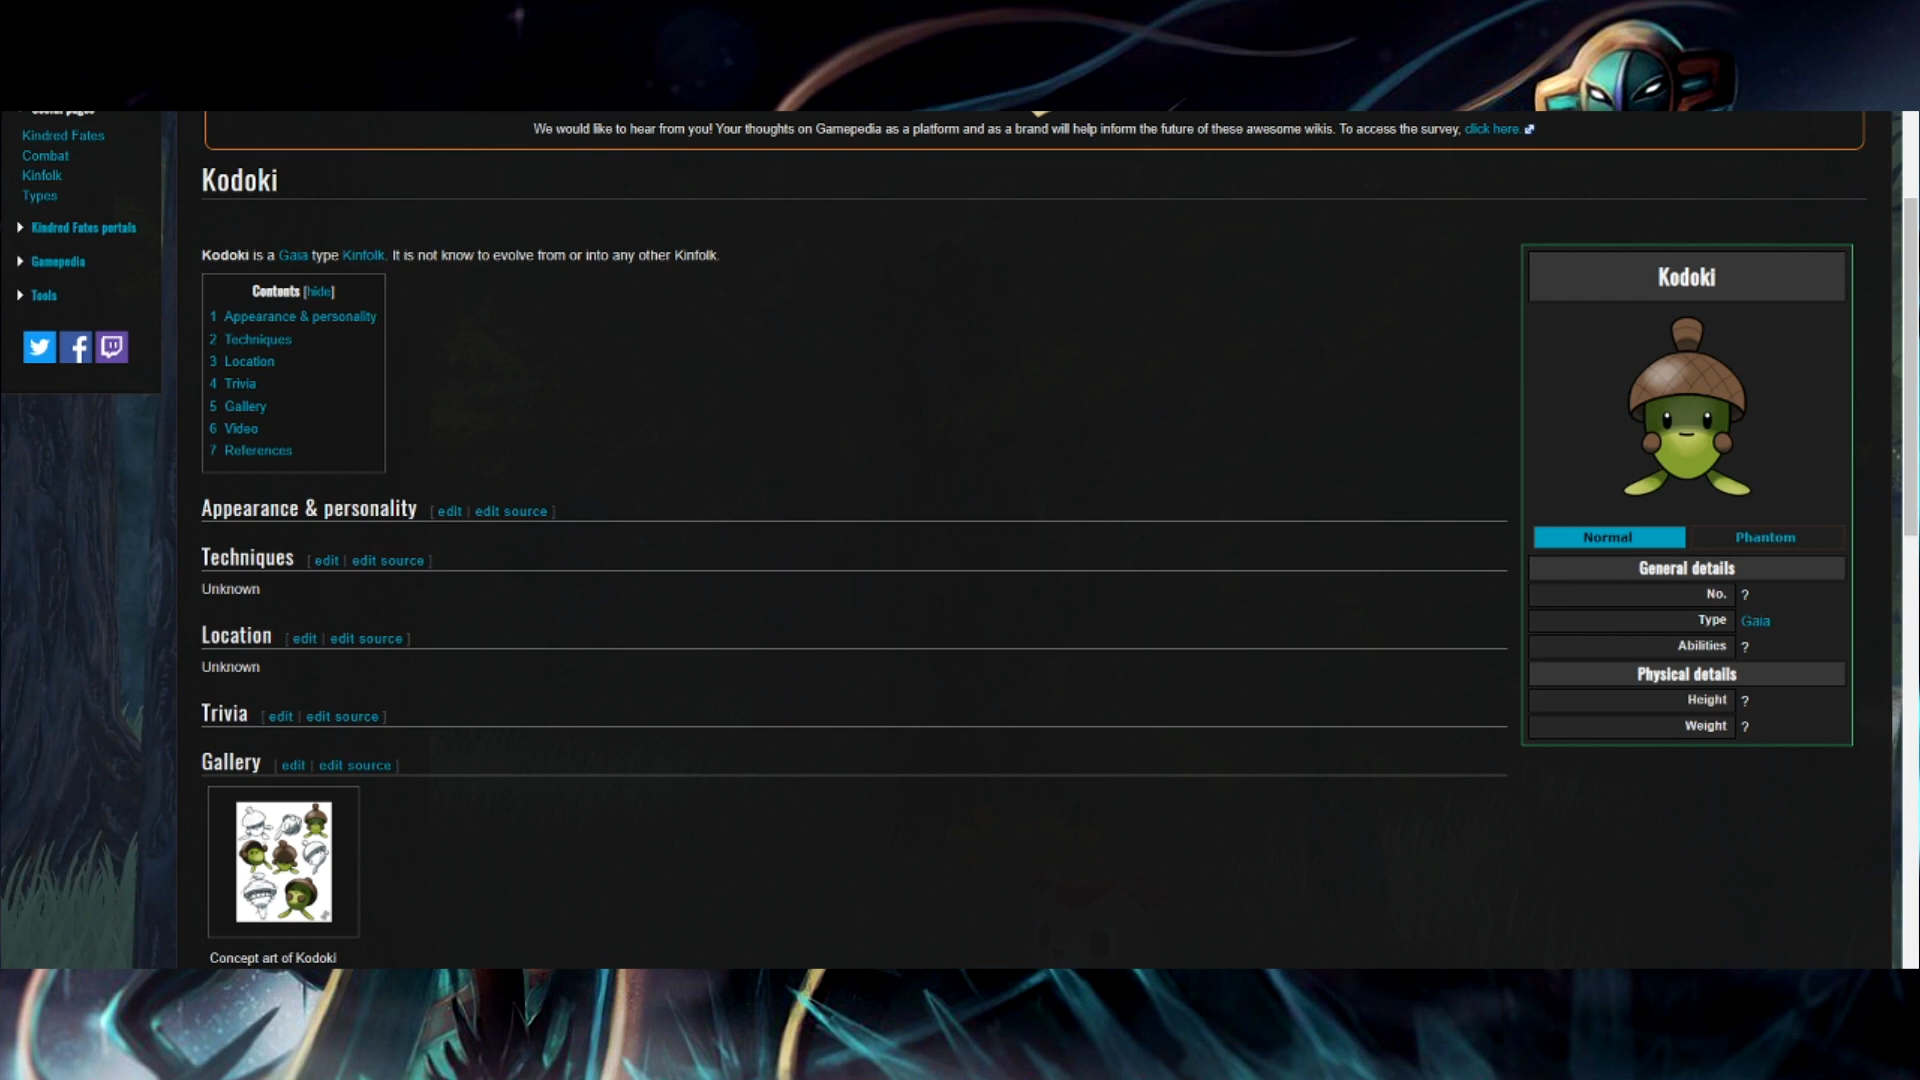 Useful pages
Kindred Fates
Combat
Kinfolk
Types
Kindred Fates portals
Gamepedia
Tools
We would like to hear from you! Your thoughts on Gamepedia as a platform and as a brand will help inform the future of these awesome wikis. To access the survey, click here.
Kodoki
Kodoki is a Gaia type Kinfolk. It is not know to evolve from or into any other Kinfolk.
Contents [hide]
1 Appearance & personality
2 Techniques
3 Location
4 Trivia
5 Gallery
6 Video
7 References
Appearance & personality [ edit | edit source ]
Techniques [ edit | edit source ]
Unknown
Location [ edit | edit source ]
Unknown
Trivia [ edit | edit source ]
Gallery [ edit | edit source ]
Concept art of Kodoki
Kodoki
Normal Phantom
General details
No. ?
Type Gaia
Abilities ?
Physical details
Height ?
Weight ?